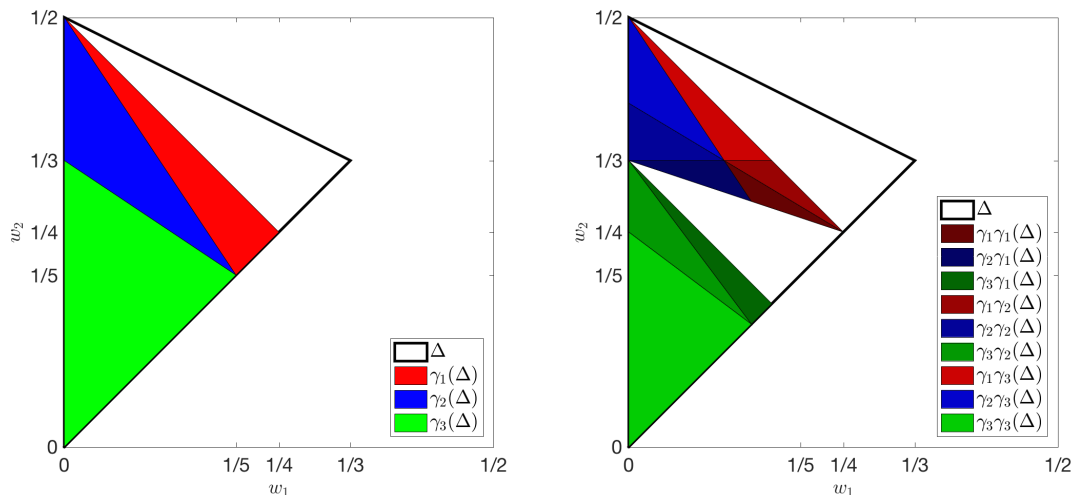 1/2
1/3
1/4
1/5
0
w₂
0
1/5
1/4
1/3
1/2
w₁
Δ
γ₁(Δ)
γ₂(Δ)
γ₃(Δ)
1/2
1/3
1/4
1/5
0
w₂
0
1/5
1/4
1/3
1/2
w₁
Δ
γ₁γ₁(Δ)
γ₂γ₁(Δ)
γ₃γ₁(Δ)
γ₁γ₂(Δ)
γ₂γ₂(Δ)
γ₃γ₂(Δ)
γ₁γ₃(Δ)
γ₂γ₃(Δ)
γ₃γ₃(Δ)